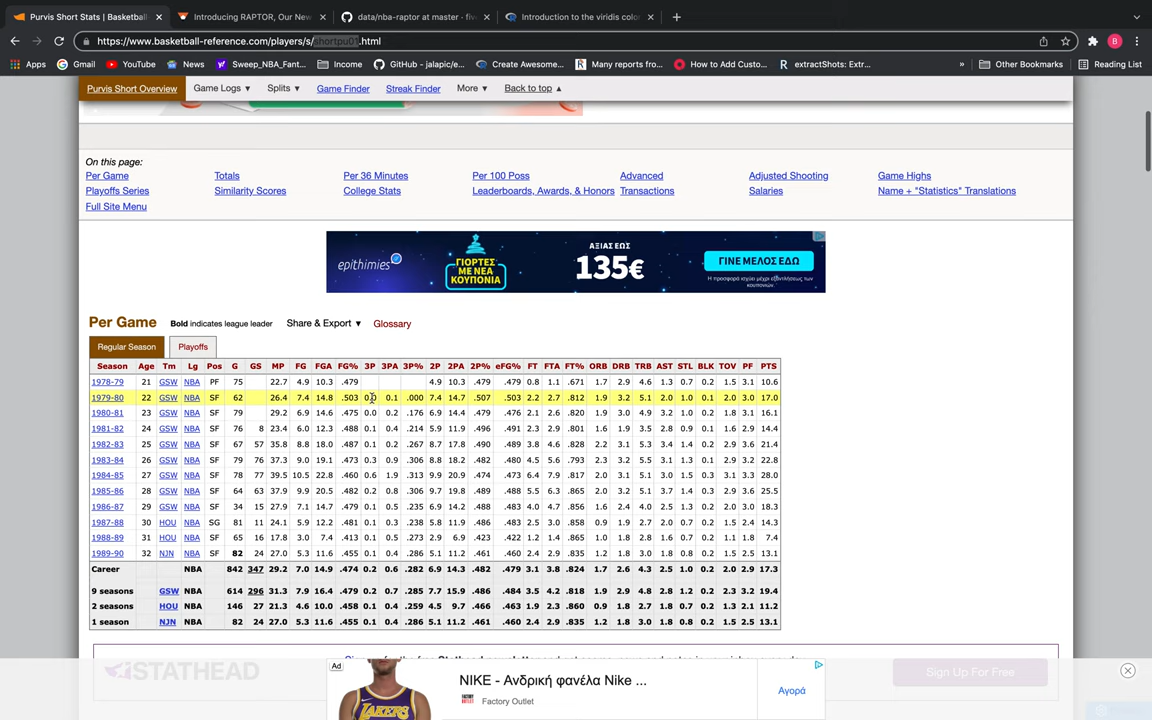 Purvis Short Stats | Basketball- × Introducing RAPTOR, Our New × data/nba-raptor at master · fiv × Introduction to the viridis colo × +
https://www.basketball-reference.com/players/s/shortpu01.html
Apps Gmail YouTube News Sweep_NBA_Fant... Income GitHub - jalapic/e... Create Awesome... Many reports fro... How to Add Custo... extractShots: Extr... » Other Bookmarks Reading List
Purvis Short Overview Game Logs ▼ Splits ▼ Game Finder Streak Finder More ▼ Back to top ▲
On this page:
Per Game Totals Per 36 Minutes Per 100 Poss Advanced Adjusted Shooting Game Highs
Playoffs Series Similarity Scores College Stats Leaderboards, Awards, & Honors Transactions Salaries Name + "Statistics" Translations
Full Site Menu
epithimies ΓΙΟΡΤΕΣ ΜΕ ΝΕΑ ΚΟΥΠΟΝΙΑ ΑΞΙΑΣ ΕΩΣ 135€ ΓΙΝΕ ΜΕΛΟΣ ΕΔΩ
Per Game Bold indicates league leader Share & Export ▼ Glossary
Regular Season Playoffs
Season Age Tm Lg Pos G GS MP FG FGA FG% 3P 3PA 3P% 2P 2PA 2P% eFG% FT FTA FT% ORB DRB TRB AST STL BLK TOV PF PTS
1978-79 21 GSW NBA PF 75 22.7 4.9 10.3 .479 4.9 10.3 .479 .479 0.8 1.1 .671 1.7 2.9 4.6 1.3 0.7 0.2 1.5 3.1 10.6
1979-80 22 GSW NBA SF 62 26.4 7.4 14.8 .503 0.1 .000 7.4 14.7 .507 .503 2.2 2.7 .812 1.9 3.2 5.1 2.0 1.0 0.1 2.0 3.0 17.0
1980-81 23 GSW NBA SF 79 29.2 6.9 14.6 .475 0.0 0.2 .176 6.9 14.4 .480 .476 2.1 2.6 .820 1.9 3.0 4.9 3.2 1.0 0.2 1.8 3.1 16.1
1981-82 24 GSW NBA SF 76 8 23.4 6.0 12.3 .488 0.1 0.4 .214 5.9 11.9 .496 .491 2.3 2.9 .801 1.6 1.9 3.5 2.8 0.9 0.1 1.6 2.9 14.4
1982-83 25 GSW NBA SF 67 57 35.8 8.8 18.0 .487 0.1 0.2 .267 8.7 17.8 .490 .489 3.8 4.6 .828 2.2 3.1 5.3 3.4 1.4 0.2 2.9 3.6 21.4
1983-84 26 GSW NBA SF 79 76 37.3 9.0 19.1 .473 0.3 0.9 .306 8.8 18.2 .482 .480 4.5 5.6 .793 2.3 3.2 5.5 3.1 1.3 0.2 2.9 3.2 22.8
1984-85 27 GSW NBA SF 78 77 39.5 10.5 22.8 .460 0.6 1.9 .313 9.9 20.9 .474 .473 6.4 7.9 .817 2.0 3.1 5.1 3.0 1.5 0.3 3.1 3.3 28.0
1985-86 28 GSW NBA SF 64 63 37.9 9.9 20.5 .482 0.2 0.8 .306 9.7 19.8 .489 .488 5.5 6.3 .865 2.0 3.7 5.1 3.7 1.4 0.3 2.9 3.6 25.5
1986-87 29 GSW NBA SF 34 15 27.9 7.0 14.7 .479 0.1 0.5 .235 6.9 14.2 .488 .483 4.0 4.7 .856 1.6 2.4 4.0 2.5 1.3 0.2 2.0 3.0 18.3
1987-88 30 HOU NBA SG 81 11 24.1 5.9 12.2 .481 0.1 0.3 .238 5.8 11.9 .486 .483 2.5 3.0 .858 0.9 1.9 2.7 2.0 0.7 0.2 1.5 2.4 14.3
1988-89 31 HOU NBA SF 65 16 17.8 3.0 7.4 .413 0.1 0.3 .273 2.9 6.9 .423 .422 1.2 1.4 .865 1.0 1.8 2.8 1.6 0.7 0.2 1.1 1.8 7.4
1989-90 32 NJN NBA SF 82 24 27.0 5.3 11.6 .455 0.1 0.4 .286 5.1 11.2 .461 .460 2.4 2.9 .835 1.2 1.8 3.0 1.8 0.8 0.2 1.5 2.5 13.1
Career NBA 842 347 29.2 7.0 14.9 .474 0.2 0.6 .282 6.9 14.3 .482 .479 3.1 3.8 .824 1.7 2.6 4.3 2.5 1.0 0.2 2.0 2.9 17.3
9 seasons GSW NBA 614 296 31.3 7.9 16.4 .479 0.2 0.7 .285 7.7 15.9 .486 .484 3.5 4.2 .818 1.9 2.9 4.8 2.8 1.2 0.2 2.3 3.2 19.4
2 seasons HOU NBA 146 27 21.3 4.6 10.0 .458 0.1 0.4 .259 4.5 9.7 .466 .463 1.9 2.3 .860 0.9 1.8 2.7 1.8 0.7 0.2 1.3 2.1 11.2
1 season NJN NBA 82 24 27.0 5.3 11.6 .455 0.1 0.4 .286 5.1 11.2 .461 .460 2.4 2.9 .835 1.2 1.8 3.0 1.8 0.8 0.2 1.5 2.5 13.1
iSTATHEAD Sign Up For Free
Ad NIKE - Ανδρική φανέλα Nike ... Αγορά
Factory Outlet